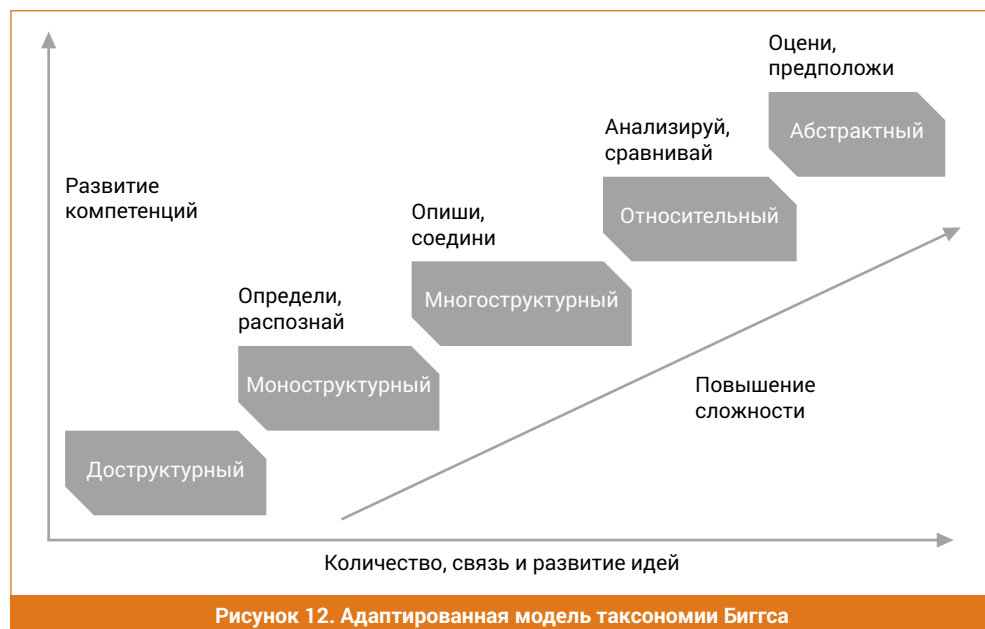 Оцени,
предположи
Абстрактный
Анализируй,
сравнивай
Относительный
Развитие
компетенций
Опиши,
соедини
Многоструктурный
Определи,
распознай
Моноструктурный
Повышение
сложности
Доструктурный
Количество, связь и развитие идей
Рисунок 12. Адаптированная модель таксономии Биггса